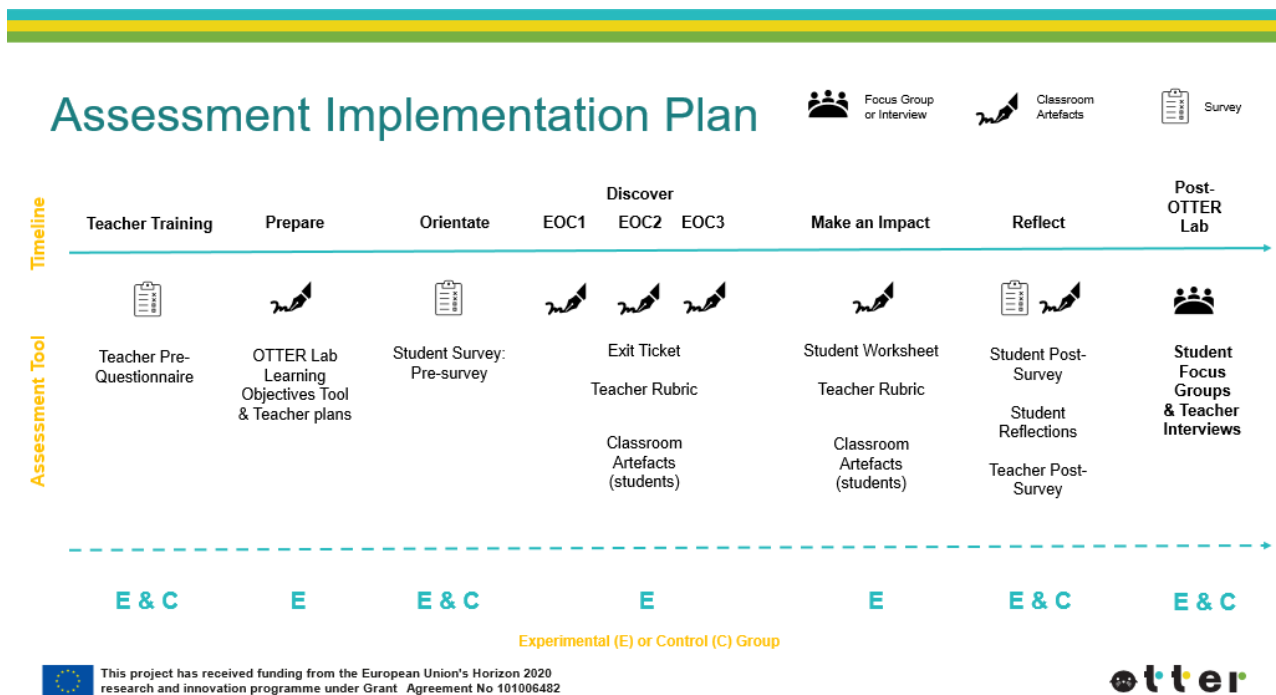 Assessment Implementation Plan
Focus Group
or Interview
Classroom
Artefacts
Survey
Timeline
Teacher Training
Prepare
Orientate
Discover
EOC1 EOC2 EOC3
Make an Impact
Reflect
Post-
OTTER
Lab
Assessment Tool
Teacher Pre-
Questionnaire
OTTER Lab
Learning
Objectives Tool
& Teacher plans
Student Survey:
Pre-survey
Exit Ticket
Teacher Rubric
Classroom
Artefacts
(students)
Student Worksheet
Teacher Rubric
Classroom
Artefacts
(students)
Student Post-
Survey
Student
Reflections
Teacher Post-
Survey
Student
Focus
Groups
& Teacher
Interviews
E & C
E
E & C
E
E
E & C
E & C
Experimental (E) or Control (C) Group
This project has received funding from the European Union's Horizon 2020
research and innovation programme under Grant Agreement No 101006482
otter